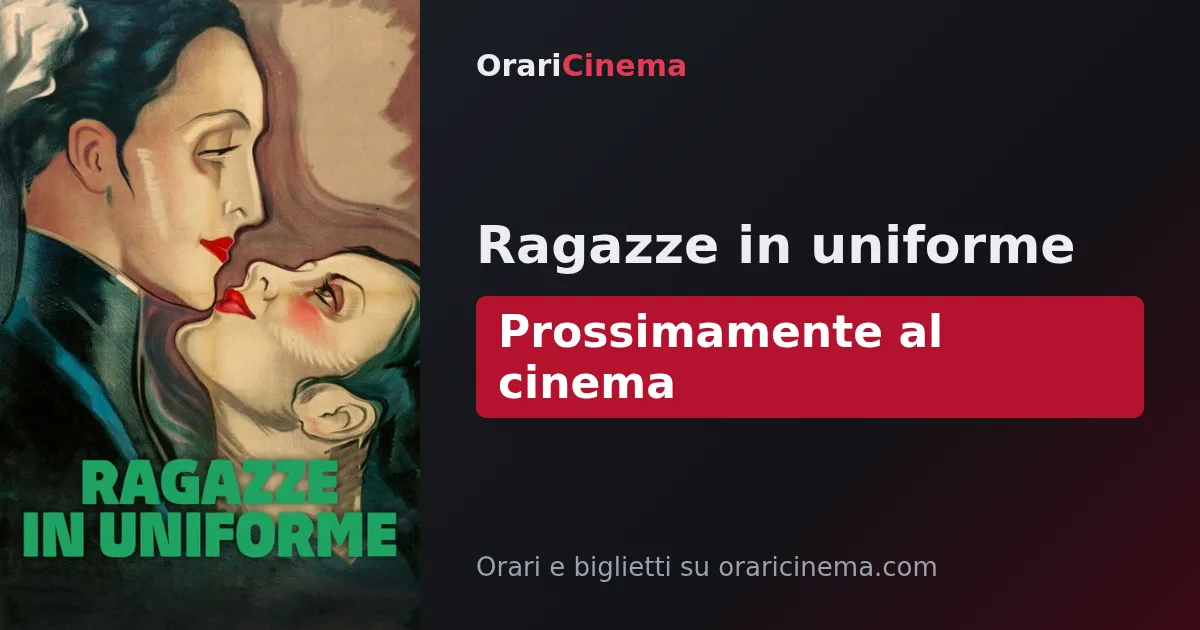 RAGAZZE
IN UNIFORME
OrariCinema
Ragazze in uniforme
Prossimamente al
cinema
Orari e biglietti su oraricinema.com